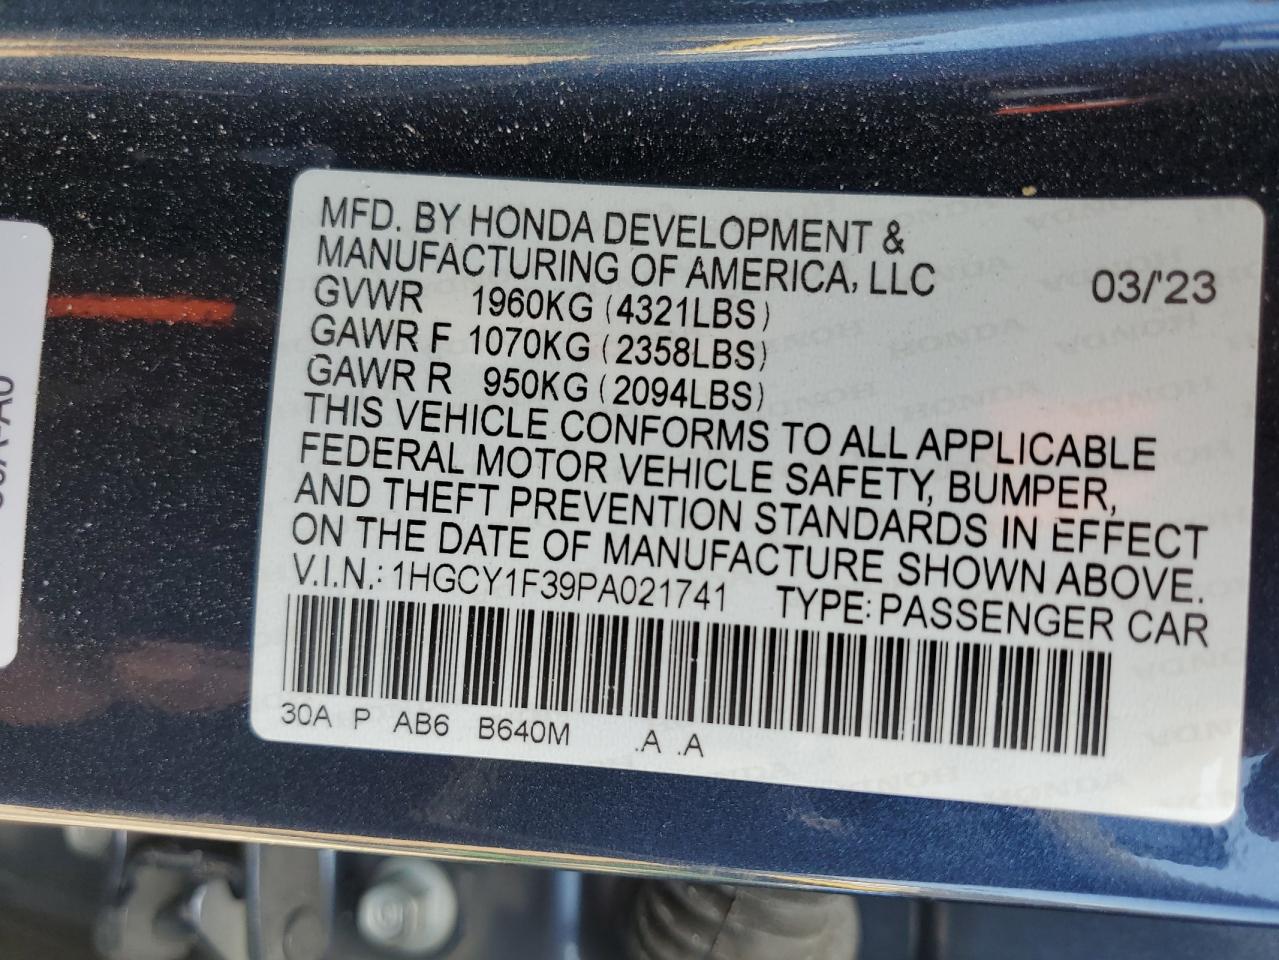 MFD. BY HONDA DEVELOPMENT &
MANUFACTURING OF AMERICA, LLC 03/'23
GVWR 1960KG (4321LBS)
GAWR F 1070KG (2358LBS)
GAWR R 950KG (2094LBS)
THIS VEHICLE CONFORMS TO ALL APPLICABLE
FEDERAL MOTOR VEHICLE SAFETY, BUMPER,
AND THEFT PREVENTION STANDARDS IN EFFECT
ON THE DATE OF MANUFACTURE SHOWN ABOVE.
V.I.N.: 1HGCY1F39PA021741 TYPE: PASSENGER CAR
30A P AB6 B640M .A .A